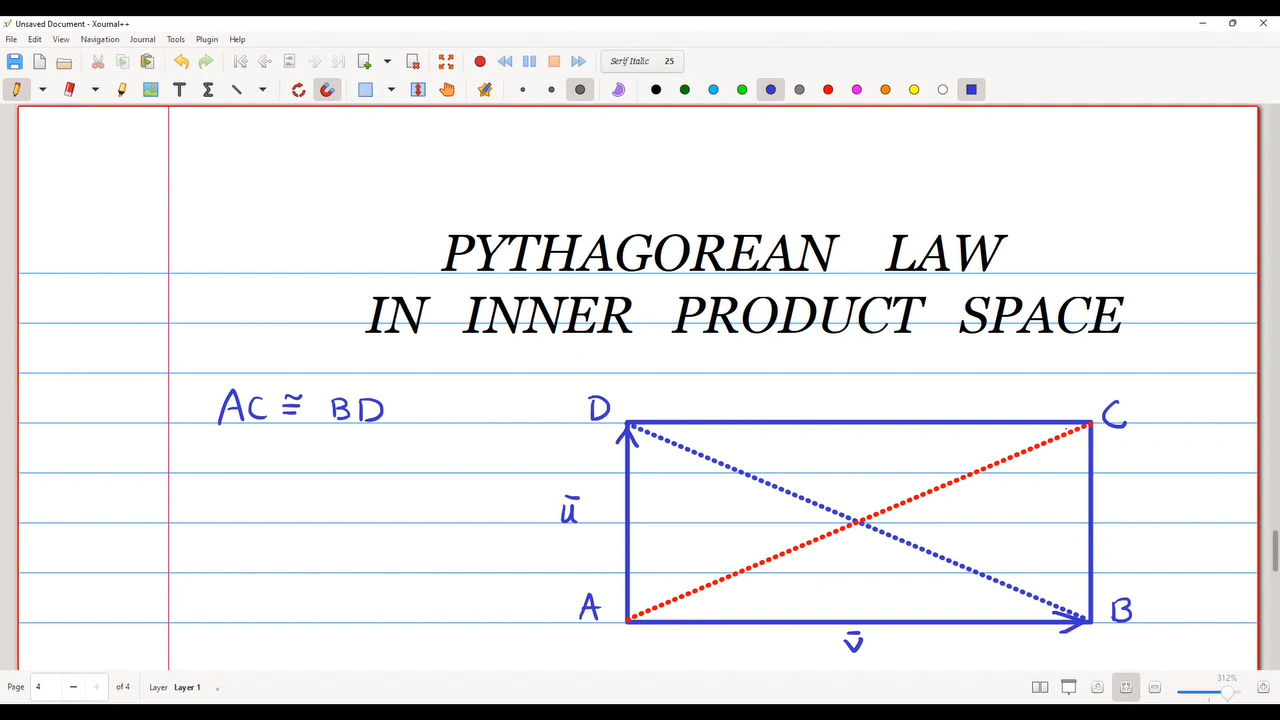 Unsaved Document - Xournal++
File Edit View Navigation Journal Tools Plugin Help
Serif Italic 25
PYTHAGOREAN LAW
IN INNER PRODUCT SPACE
AC ≅ BD
D C
ū
A B
v̄
Page 4 of 4 Layer Layer 1
312%